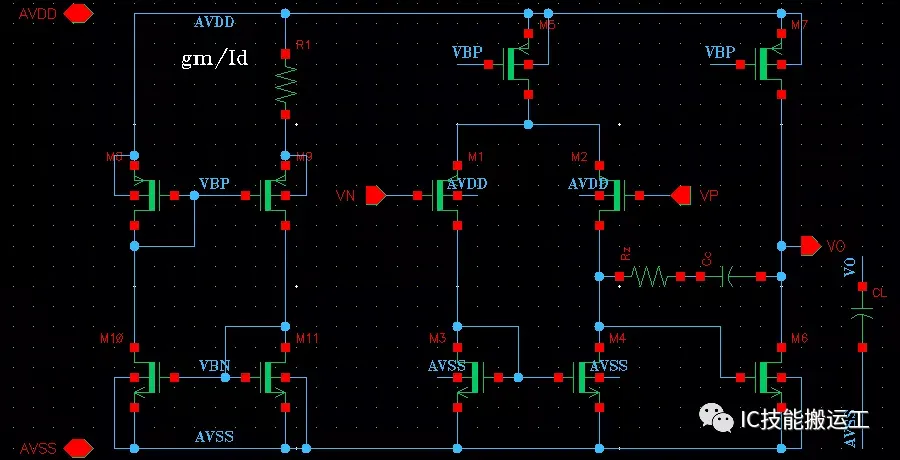 AVDD
AVDD
M5
M7
R1
VBP
VBP
gm/Id
M8
M9
M1
M2
VBP
VN
AVDD
AVDD
VP
VO
Rz
Cc
VO
CL
M10
M11
M3
M4
M6
VBN
AVSS
AVSS
IC技能搬运工
AVSS
AVSS
AVSS